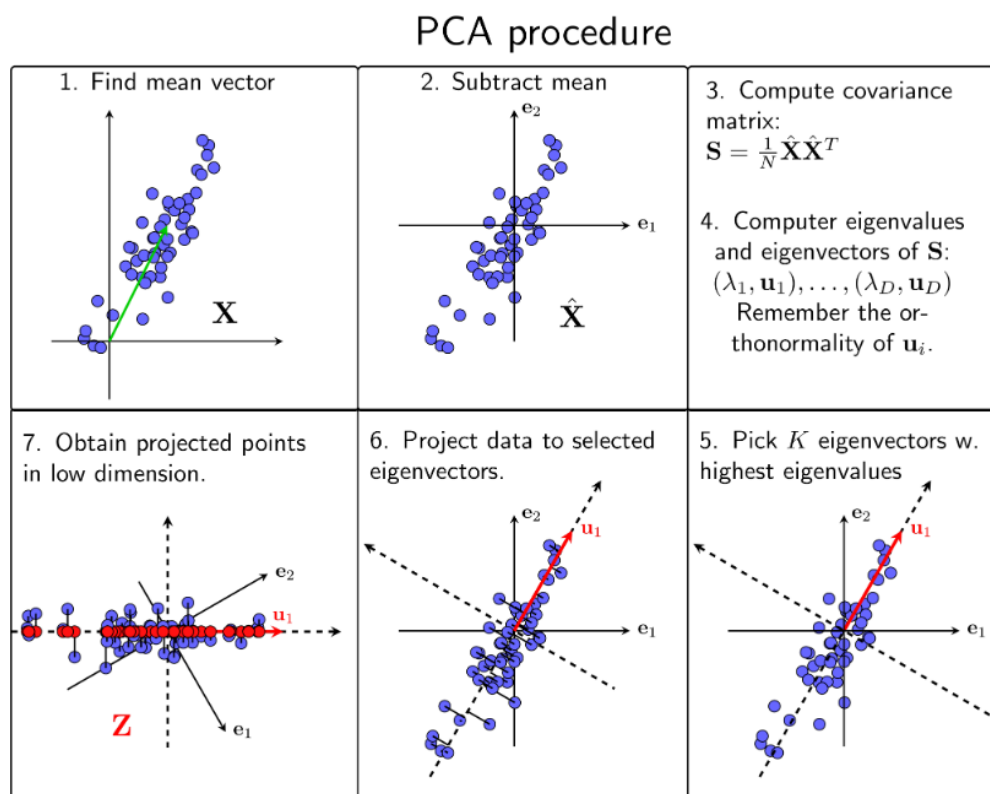 PCA procedure
1. Find mean vector
X
2. Subtract mean
e₂
e₁
X̂
3. Compute covariance
matrix:
S = 1/N X̂X̂ᵀ
4. Computer eigenvalues
and eigenvectors of S:
(λ₁, u₁), . . . , (λ_D, u_D)
Remember the or-
thonormality of uᵢ.
7. Obtain projected points
in low dimension.
e₂
u₁
Z
e₁
6. Project data to selected
eigenvectors.
e₂
u₁
e₁
5. Pick K eigenvectors w.
highest eigenvalues
e₂
u₁
e₁